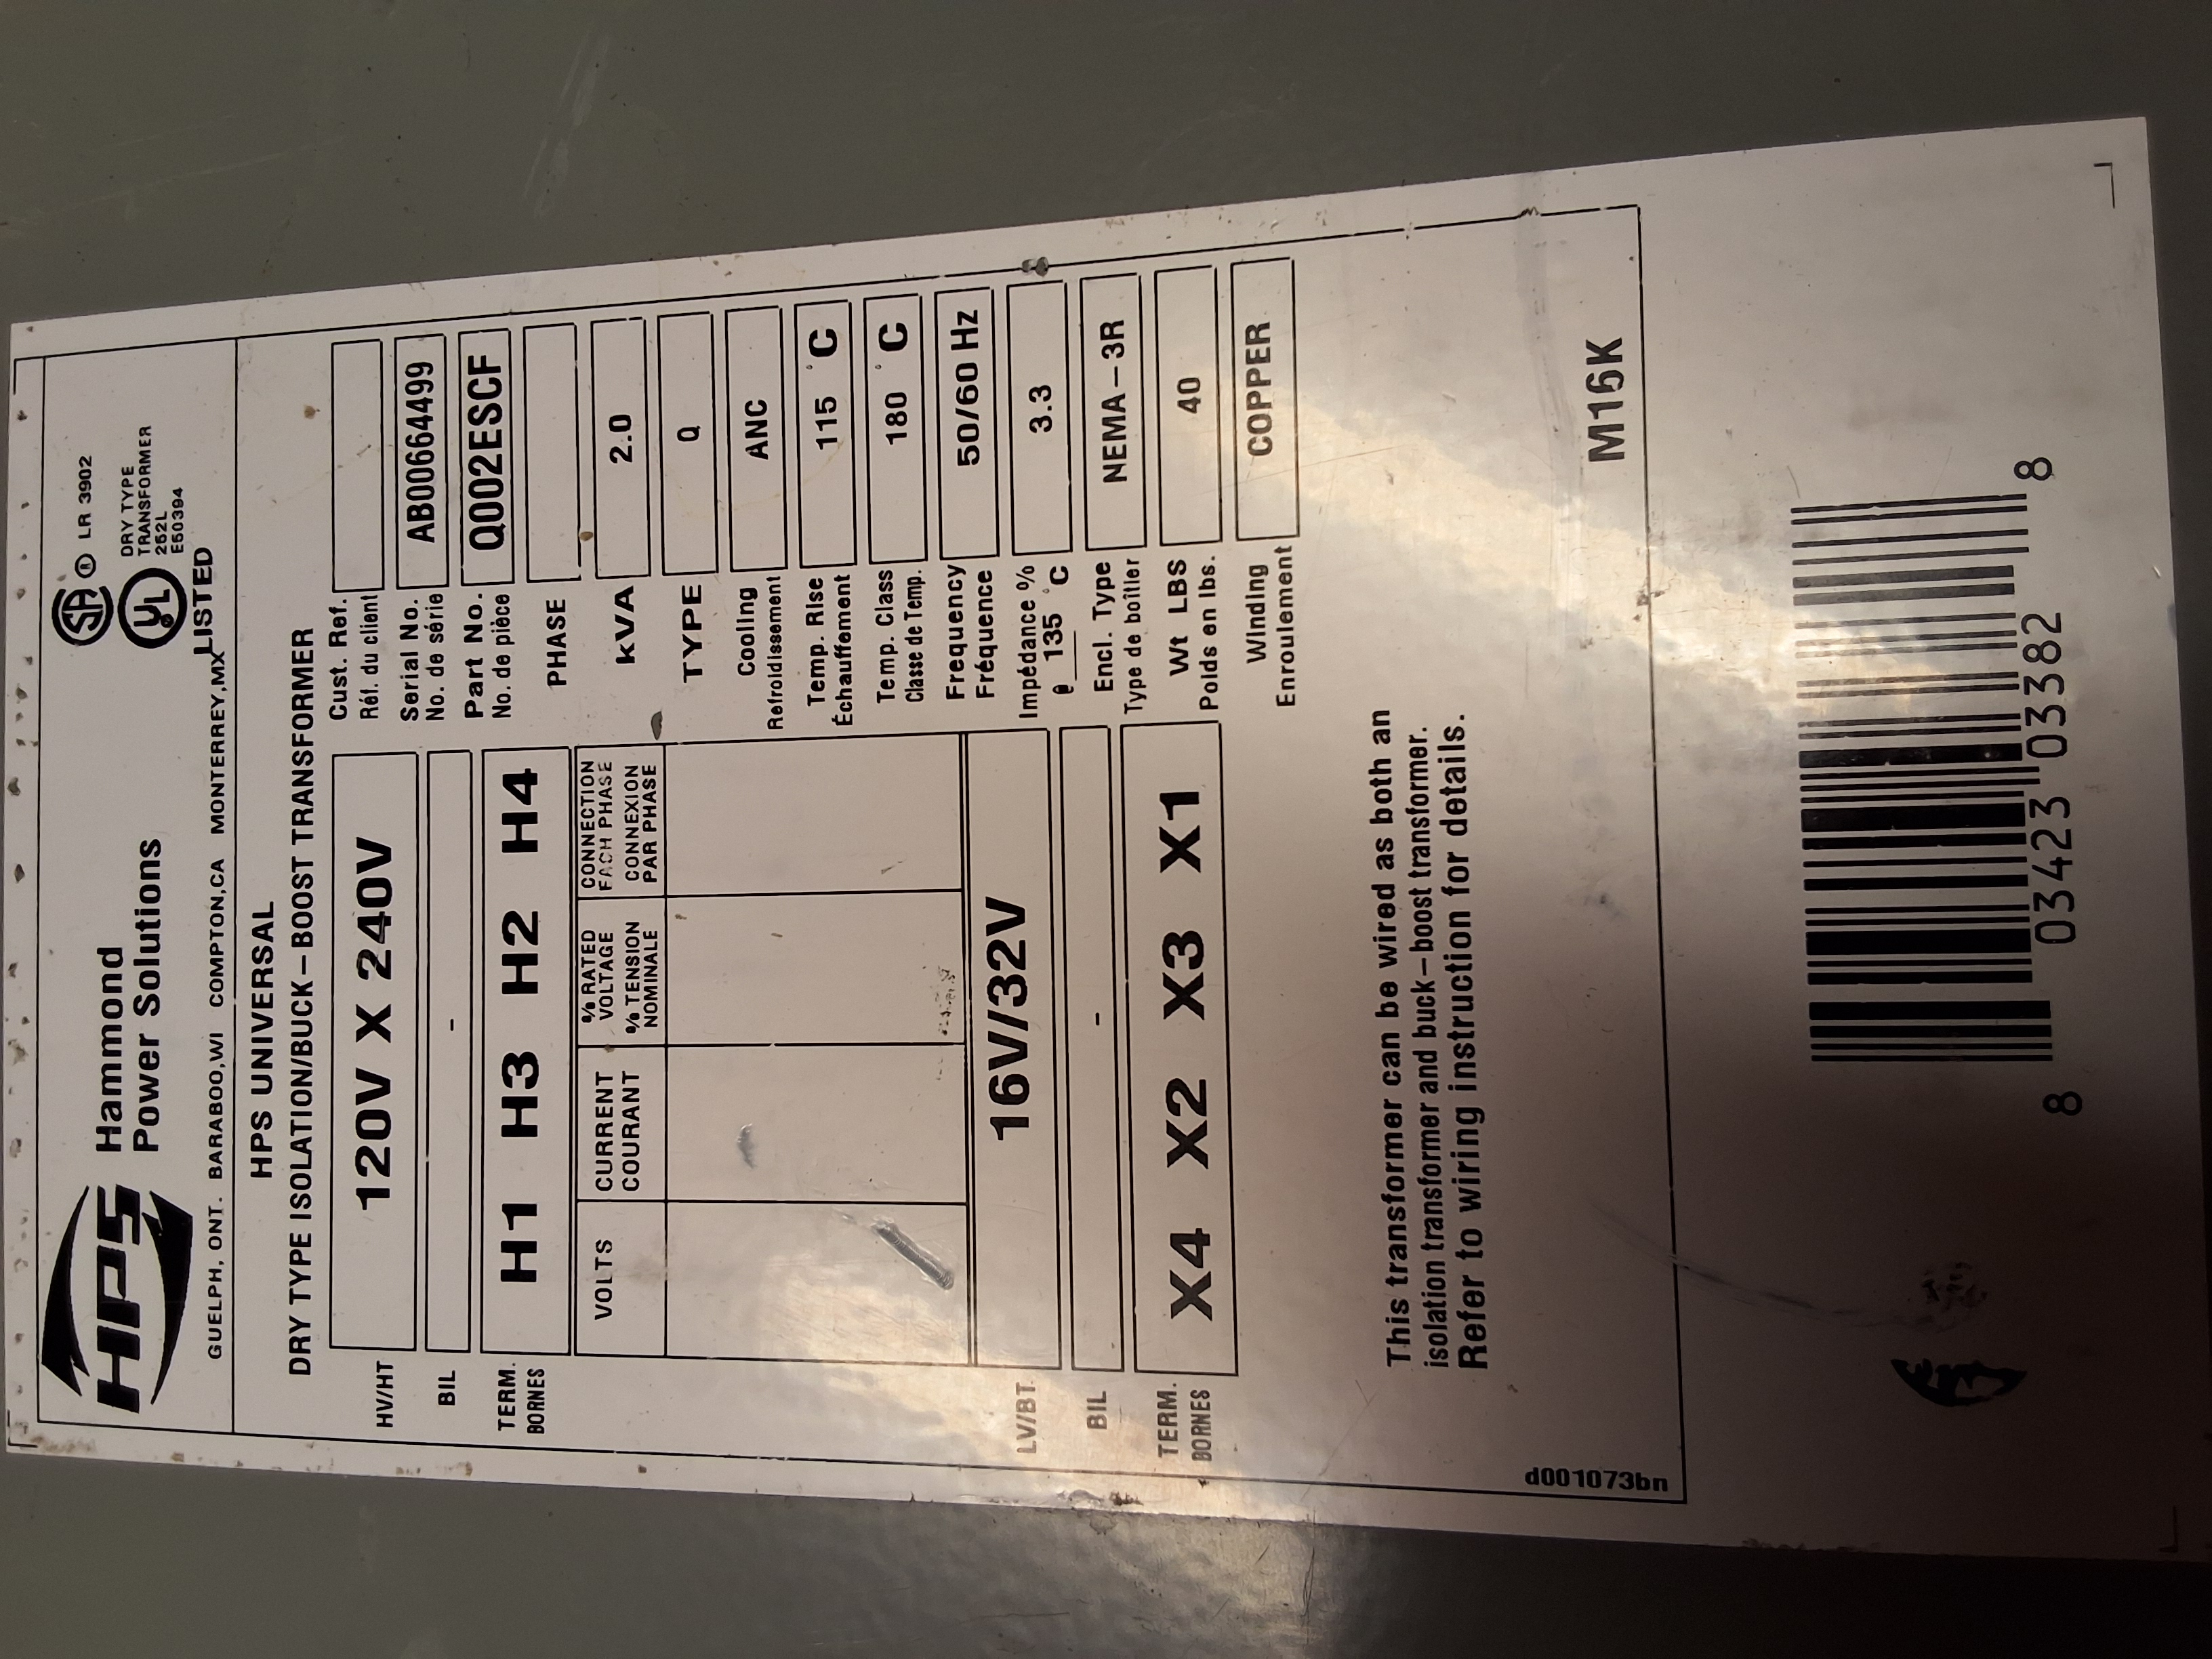 HPS
Hammond
Power Solutions
SA ® LR 3902
UL
DRY TYPE
TRANSFORMER
252L
E50394
LISTED
GUELPH, ONT. BARABOO,WI COMPTON,CA MONTERREY,MX
HPS UNIVERSAL
DRY TYPE ISOLATION/BUCK-BOOST TRANSFORMER
HV/HT 120V X 240V
BIL -
TERM. H1 H3 H2 H4
BORNES
VOLTS
CURRENT
COURANT
% RATED
VOLTAGE
% TENSION
NOMINALE
CONNECTION
EACH PHASE
CONNEXION
PAR PHASE
LV/BT 16V/32V
BIL -
TERM. X4 X2 X3 X1
BORNES
Cust. Ref.
Réf. du client
Serial No. AB00664499
No. de série
Part No. Q002ESCF
No. de pièce
PHASE
KVA 2.0
TYPE Q
Cooling ANC
Refroidissement
Temp. Rise 115 °C
Échauffement
Temp. Class 180 °C
Classe de Temp.
Frequency 50/60 Hz
Fréquence
Impédance % 3.3
@ 135 °C
Encl. Type NEMA-3R
Type de boîtier
Wt LBS 40
Poids en lbs.
Winding COPPER
Enroulement
This transformer can be wired as both an
isolation transformer and buck-boost transformer.
Refer to wiring instruction for details.
d001073bn
M16K
8 03423 03382 8